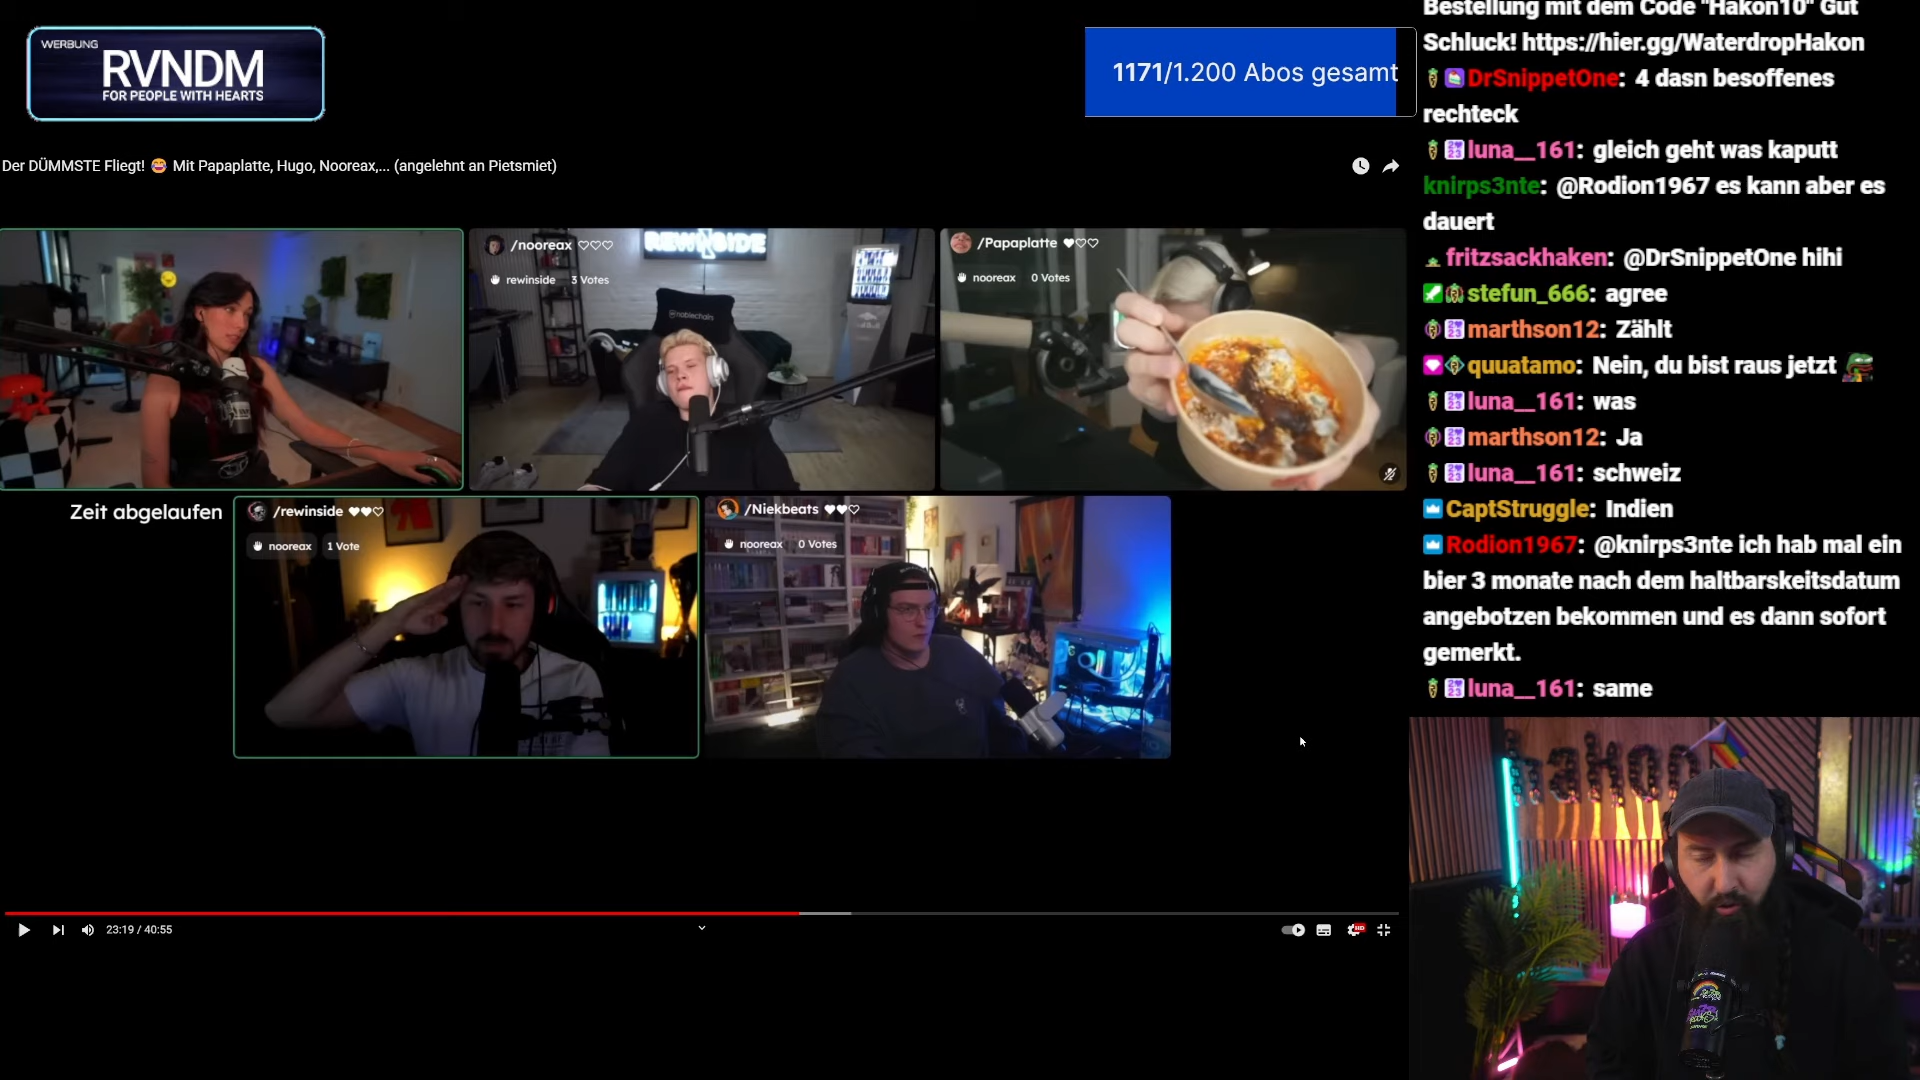 WERBUNG
RVNDM
FOR PEOPLE WITH HEARTS
1171/1.200 Abos gesamt
Der DÜMMSTE Fliegt! 😂 Mit Papaplatte, Hugo, Nooreax,... (angelehnt an Pietsmiet)
/nooreax ♡♡♡
rewinside 3 Votes
REWINSIDE
noblechairs
/Papaplatte ♥♡♡
nooreax 0 Votes
Zeit abgelaufen
/rewinside ♥♥♡
nooreax 1 Vote
/Niekbeats ♥♥♡
nooreax 0 Votes
23:19 / 40:55
HD
Bestellung mit dem Code "Hakon10" Gut
Schluck! https://hier.gg/WaterdropHakon
DrSnippetOne: 4 dasn besoffenes
rechteck
luna__161: gleich geht was kaputt
knirps3nte: @Rodion1967 es kann aber es
dauert
fritzsackhaken: @DrSnippetOne hihi
stefun_666: agree
marthson12: Zählt
quuatamo: Nein, du bist raus jetzt
luna__161: was
marthson12: Ja
luna__161: schweiz
CaptStruggle: Indien
Rodion1967: @knirps3nte ich hab mal ein
bier 3 monate nach dem haltbarskeitsdatum
angebotzen bekommen und es dann sofort
gemerkt.
luna__161: same
hakon